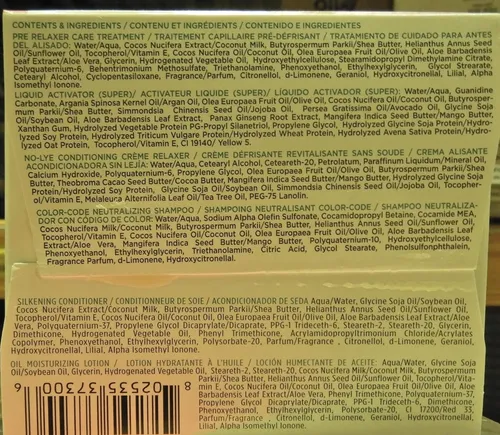 CONTENTS & INGREDIENTS / CONTENU ET INGRÉDIENTS / CONTENIDO E INGREDIENTES
PRE RELAXER CARE TREATMENT / TRAITEMENT CAPILLAIRE PRÉ-DÉFRISANT / TRATAMIENTO DE CUIDADO PARA ANTES
DEL ALISADO: Water/Aqua, Cocos Nucifera Extract/Coconut Milk, Butyrospermum Parkii/Shea Butter, Helianthus Annus Seed
Oil/Sunflower Oil, Tocopherol/Vitamin E, Cocos Nucifera Oil/Coconut Oil, Olea Europaea Fruit Oil/Olive Oil, Aloe Barbadensis
Leaf Extract/Aloe Vera, Glycerin, Hydrogenated Vegetable Oil, Hydroxyethylcellulose, Stearamidopropyl Dimethylamine Citrate,
Polyquaternium-6, Behentrimonium Methosulfate, Triethanolamine, Phenoxyethanol, Ethylhexylglycerin, Glycol Stearate,
Cetearyl Alcohol, Cyclopentasiloxane, Fragrance/Parfum, Citronellol, d-Limonene, Geraniol, Hydroxycitronellal, Lilial, Alpha
Isomethyl Ionone.
LIQUID ACTIVATOR (SUPER)/ ACTIVATEUR LIQUIDE (SUPER)/ LÍQUIDO ACTIVADOR (SUPER): Water/Aqua, Guanidine
Carbonate, Argania Spinosa Kernel Oil/Argan Oil, Olea Europaea Fruit Oil/Olive Oil, Cocos Nucifera Oil/Coconut Oil, Butyrosper-
mum Parkii/Shea Butter, Simmondsia Chinensis Seed Oil/Jojoba Oil, Persea Gratissima Oil/Avocado Oil, Glycine Soja
Oil/Soybean Oil, Aloe Barbadensis Leaf Extract/Aloe Vera, Panax Ginseng Root Extract, Mangifera Indica Seed Butter/Mango Butter,
Xanthan Gum, Hydrolyzed Vegetable Protein PG-Propyl Silanetriol, Propylene Glycol, Hydrolyzed Glycine Soja Protein/Hydro-
lyzed Soy Protein, Hydrolyzed Triticum Vulgare Protein/Hydrolyzed Wheat Protein, Hydrolyzed Avena Sativa Protein/Hydro-
lyzed Oat Protein, Tocopherol/Vitamin E, CI 19140/ Yellow 5.
NO-LYE CONDITIONING CRÈME RELAXER / CRÈME DÉFRISANTE REVITALISANTE SANS SOUDE / CREMA ALISANTE
ACONDICIONADORA SIN LEJÍA: Water/Aqua, Cetearyl Alcohol, Ceteareth-20, Petrolatum, Paraffinum Liquidum/Mineral Oil,
Calcium Hydroxide, Polyquaternium-6, Propylene Glycol, Olea Europaea Fruit Oil/Olive Oil, Butyrospermum Parkii/Shea
Butter, Theobroma Cacao Seed Butter/Cocoa Butter, Mangifera Indica Seed Butter/Mango Butter, Hydrolyzed Glycine Soja
Protein/Hydrolyzed Soy Protein, Glycine Soja Oil/Soybean Oil, Simmondsia Chinensis Seed Oil/Jojoba Oil, Tocopher-
ol/Vitamin E, Melaleuca Alternifolia Leaf Oil/Tea Tree Oil, PEG-75 Lanolin.
COLOR-CODE NEUTRALIZING SHAMPOO / SHAMPOING NEUTRALISANT COLOR-CODE / SHAMPOO NEUTRALIZA-
DOR CON CÓDIGO DE COLOR: Water/Aqua, Sodium Alpha Olefin Sulfonate, Cocamidopropyl Betaine, Cocamide MEA,
Cocos Nucifera Extract/Coconut Milk, Butyrospermum Parkii/Shea Butter, Helianthus Annus Seed Oil/Sunflower Oil,
Tocopherol/Vitamin E, Cocos Nucifera Oil/Coconut Oil, Olea Europaea Fruit Oil/Olive Oil, Aloe Barbadensis Leaf
Extract/Aloe Vera, Mangifera Indica Seed Butter/Mango Butter, Polyquaternium-10, Hydroxyethylcellulose,
Phenoxyethanol, Ethylhexylglycerin, Triethanolamine, Citric Acid, Glycol Stearate, Phenolsulfonphthalein,
Fragrance Parfum, d-Limonene, Hydroxycitronellal.
SILKENING CONDITIONER / CONDITIONNEUR DE SOIE / ACONDICIONADOR DE SEDA Aqua/Water, Glycine Soja Oil/Soybean Oil,
Cocos Nucifera Extract/Coconut Milk, Butyrospermum Parkii/Shea Butter, Helianthus Annus Seed Oil/Sunflower Oil,
Tocopherol/Vitamin E, Cocos Nucifera Oil/Coconut Oil, Olea Europaea Fruit Oil/Olive Oil, Aloe Barbadensis Leaf Extract/Aloe
Vera, Polyquaternium-37, Propylene Glycol Dicaprylate/Dicaprate, PPG-1 Trideceth-6, Steareth-2, Steareth-20, Glycerin,
Dimethicone, Hydrogenated Vegetable Oil, Phenyl Trimethicone, Acrylamidopropyltrimonium Chloride/Acrylates
Copolymer, Phenoxyethanol, Ethylhexylglycerin, Polysorbate-20, Parfum/Fragrance , Citronellol, d-Limonene, Geraniol,
Hydroxycitronellal, Lilial, Alpha Isomethyl Ionone.
OIL MOISTURIZING LOTION / LOTION HYDRATANTE À L'HUILE / LOCIÓN HUMECTANTE DE ACEITE: Aqua/Water, Glycine Soja
Oil/Soybean Oil, Glycerin, Hydrogenated Vegetable Oil, Steareth-2, Steareth-20, Cocos Nucifera Extract/Coconut Milk, Butyrospermum
Parkii/Shea Butter, Helianthus Annus Seed Oil/Sunflower Oil, Tocopherol/Vita-
min E, Cocos Nucifera Oil/Coconut Oil, Olea Europaea Fruit Oil/Olive Oil, Aloe
Barbadensis Leaf Extract/Aloe Vera, Phenyl Trimethicone, Polyquaternium-37,
Propylene Glycol Dicaprylate/Dicaprate, PPG-1 Trideceth-6, Dimethicone,
Phenoxyethanol, Ethylhexylglycerin, Polysorbate-20, CI 17200/Red 33,
Parfum/Fragrance , Citronellol, d-Limonene, Geraniol, Hydroxycitronellal, Lilial,
Alpha Isomethyl Ionone.
8 02535 37300 6